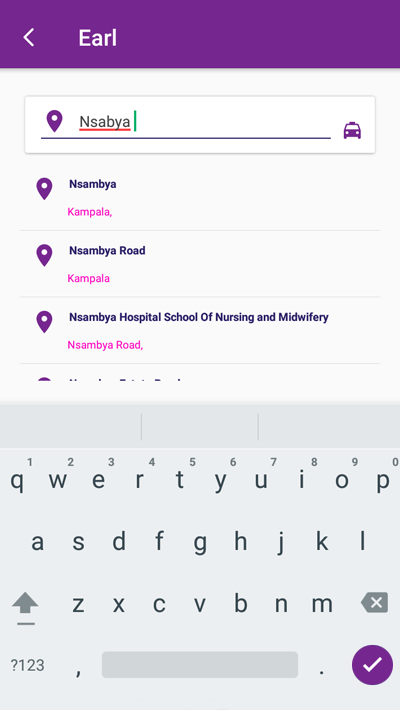 Earl
Nsabya
Nsambya
Kampala,
Nsambya Road
Kampala
Nsambya Hospital School Of Nursing and Midwifery
Nsambya Road,
1 2 3 4 5 6 7 8 9 0
q w e r t y u i o p
a s d f g h j k l
z x c v b n m
?123 , .